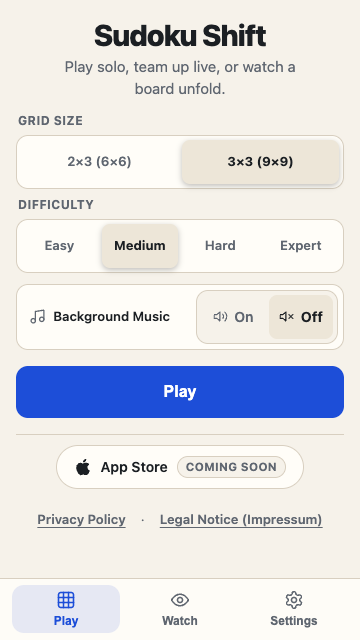 Sudoku Shift
Play solo, team up live, or watch a
board unfold.
GRID SIZE
2×3 (6×6) 3×3 (9×9)
DIFFICULTY
Easy Medium Hard Expert
Background Music On Off
Play
App Store COMING SOON
Privacy Policy · Legal Notice (Impressum)
Play Watch Settings